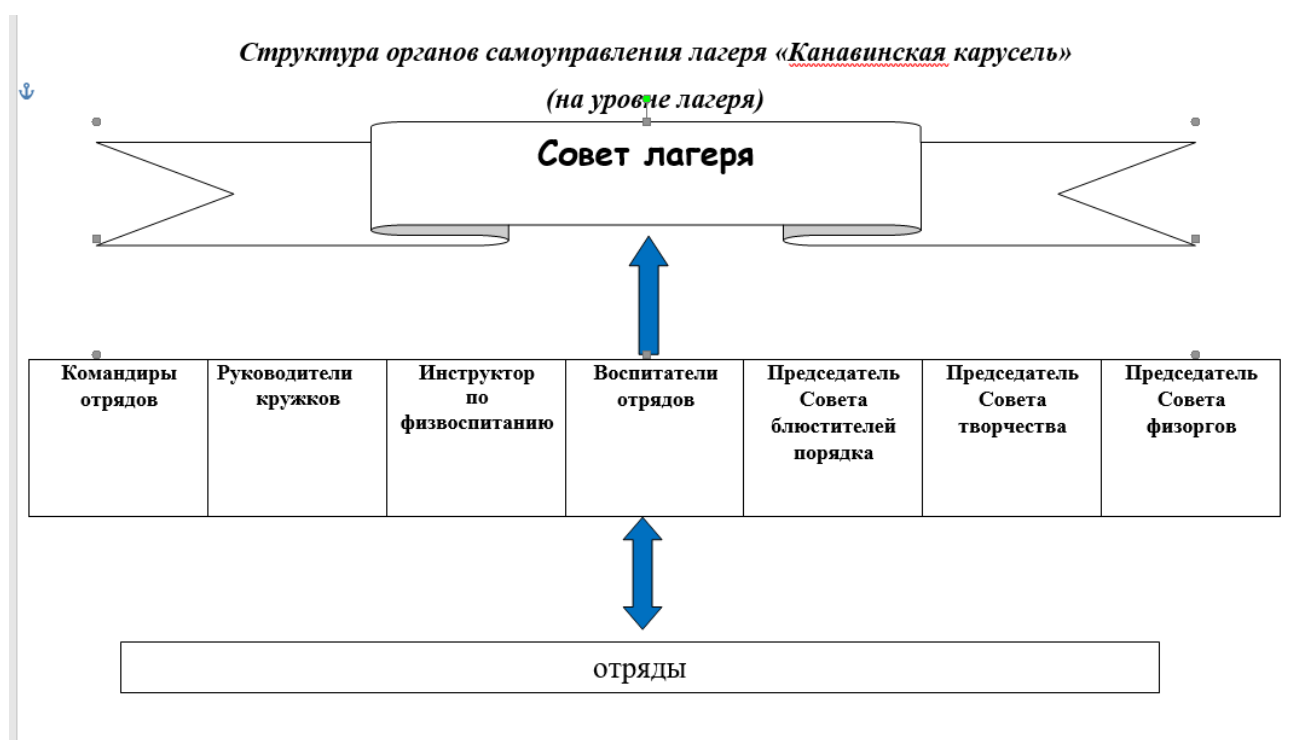 Структура органов самоуправления лагеря «Канавинская карусель»
(на уровне лагеря)
Совет лагеря
Командиры
отрядов
Руководители
кружков
Инструктор
по
физвоспитанию
Воспитатели
отрядов
Председатель
Совета
блюстителей
порядка
Председатель
Совета
творчества
Председатель
Совета
физоргов
отряды